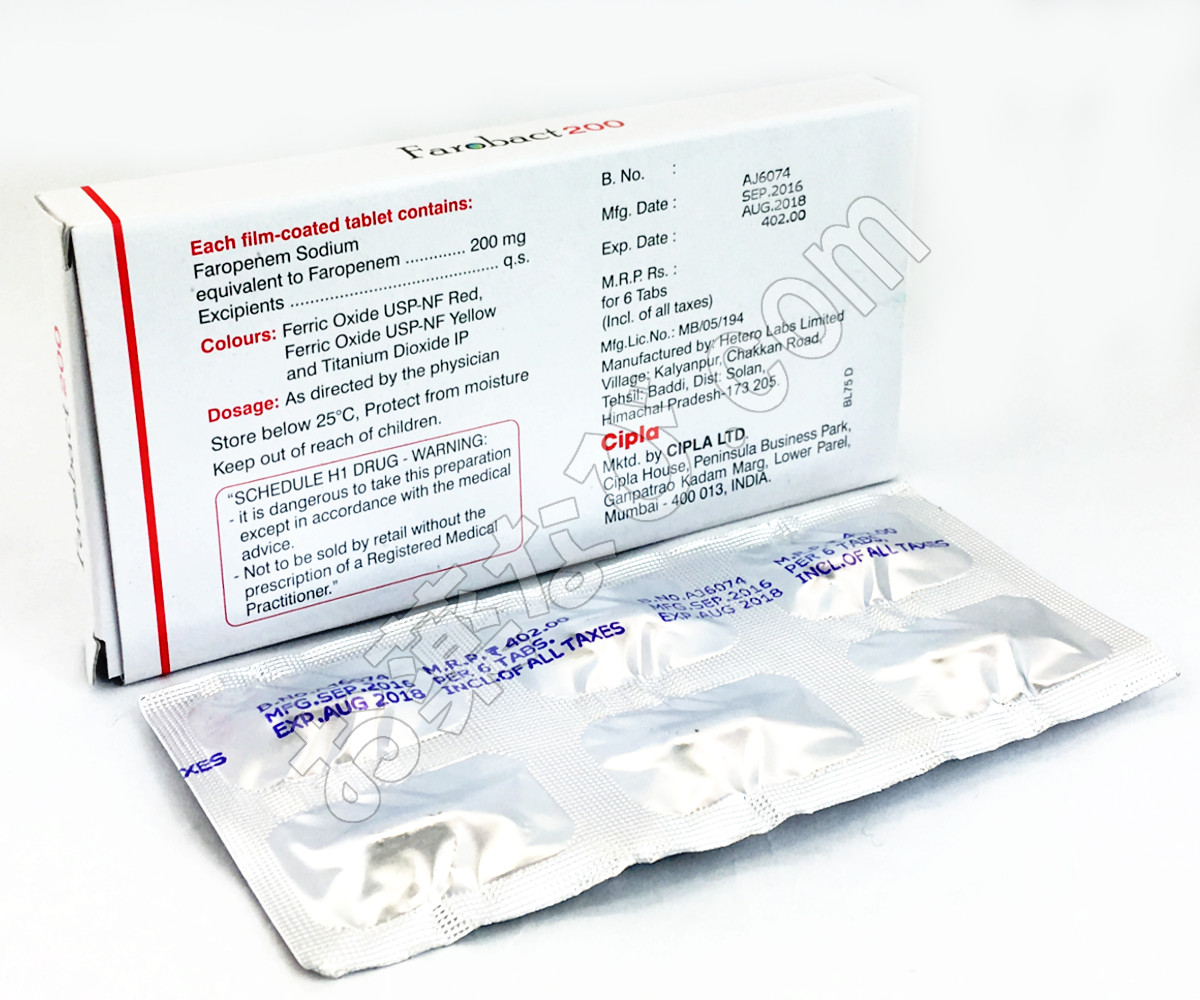 Farobact 200
Farobact 200
Each film-coated tablet contains:
Faropenem Sodium
equivalent to Faropenem ............ 200 mg
Excipients ......................................... q.s.
Colours: Ferric Oxide USP-NF Red,
Ferric Oxide USP-NF Yellow
and Titanium Dioxide IP
Dosage: As directed by the physician
Store below 25°C, Protect from moisture
Keep out of reach of children.
"SCHEDULE H1 DRUG - WARNING:
- it is dangerous to take this preparation
except in accordance with the medical
advice.
- Not to be sold by retail without the
prescription of a Registered Medical
Practitioner."
B. No. : AJ6074
Mfg. Date : SEP.2016
Exp. Date : AUG.2018
M.R.P. Rs. : 402.00
for 6 Tabs
(Incl. of all taxes)
Mfg.Lic.No.: MB/05/194
Manufactured by: Hetero Labs Limited
Village: Kalyanpur, Chakkan Road,
Tehsil: Baddi, Dist: Solan,
Himachal Pradesh-173 205.
BL75 D
Cipla
Mktd. by CIPLA LTD.
Cipla House, Peninsula Business Park,
Ganpatrao Kadam Marg, Lower Parel,
Mumbai - 400 013, INDIA.
XES
B.No.AJ6074
MFG.SEP.2016
EXP.AUG 2018
M.R.P.₹ 402.00
PER 6 TABS.
INCL.OF ALL TAXES
B.No.AJ6074
MFG.SEP.2016
EXP.AUG 2018
PER 6 TABS.
INCL.OF ALL TAXES
お薬なび.com